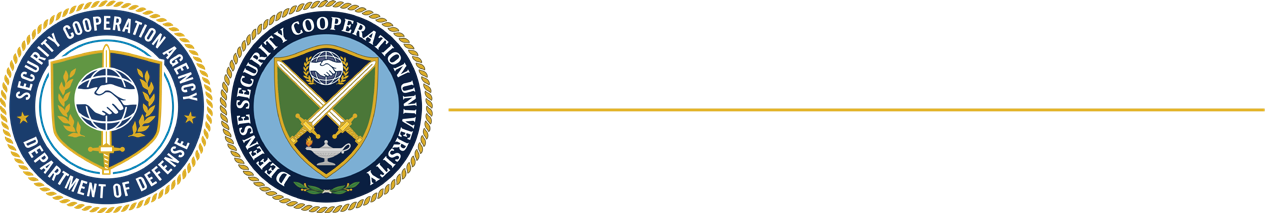 SECURITY COOPERATION AGENCY
DEPARTMENT OF DEFENSE
DEFENSE SECURITY COOPERATION UNIVERSITY